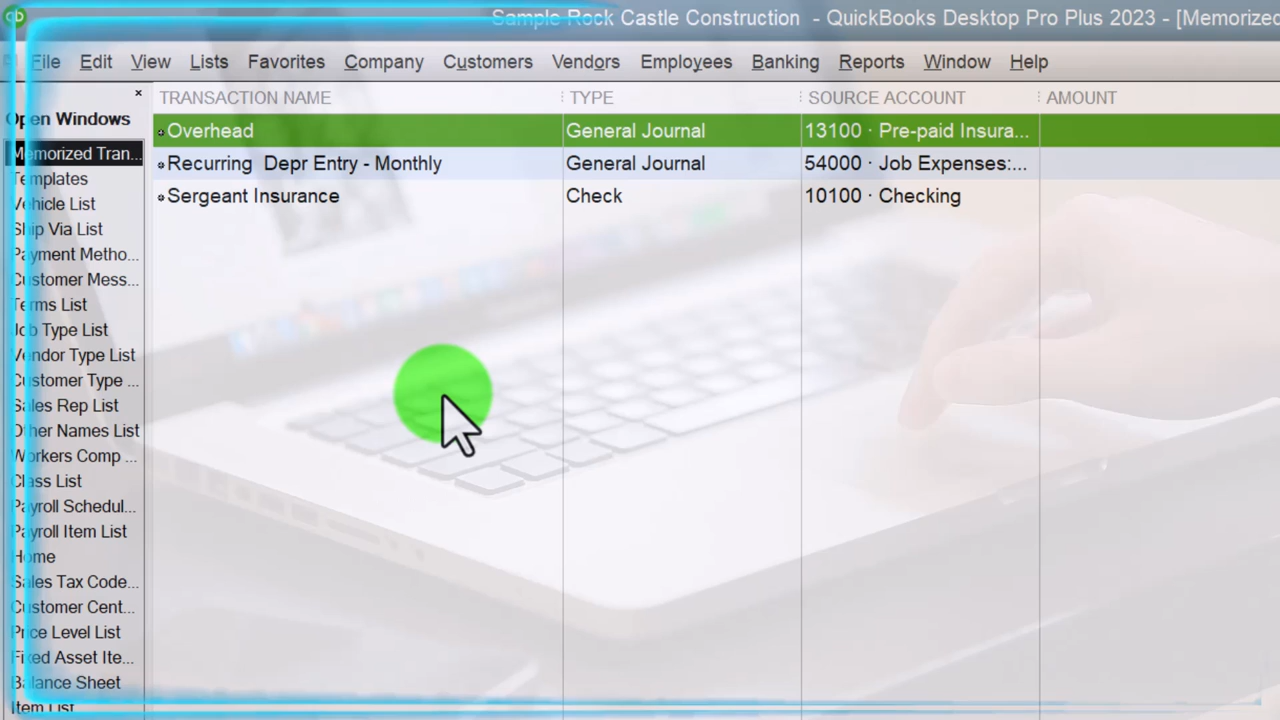 Sample Rock Castle Construction - QuickBooks Desktop Pro Plus 2023 - [Memorized
File Edit View Lists Favorites Company Customers Vendors Employees Banking Reports Window Help
Open Windows
Memorized Tran...
Templates
Vehicle List
Ship Via List
Payment Metho...
Customer Mess...
Terms List
Job Type List
Vendor Type List
Customer Type ...
Sales Rep List
Other Names List
Workers Comp ...
Class List
Payroll Schedul...
Payroll Item List
Home
Sales Tax Code...
Customer Cent...
Price Level List
Fixed Asset Ite...
Balance Sheet
Item List
TRANSACTION NAME TYPE SOURCE ACCOUNT AMOUNT
Overhead General Journal 13100 · Pre-paid Insura...
Recurring Depr Entry - Monthly General Journal 54000 · Job Expenses:...
Sergeant Insurance Check 10100 · Checking